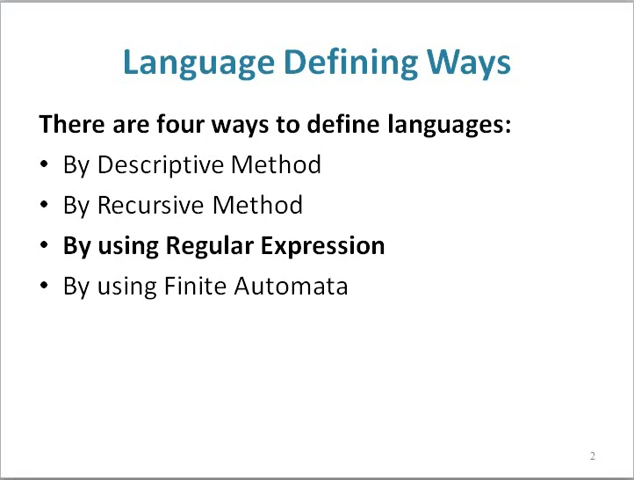 Language Defining Ways
There are four ways to define languages:
• By Descriptive Method
• By Recursive Method
• By using Regular Expression
• By using Finite Automata
2